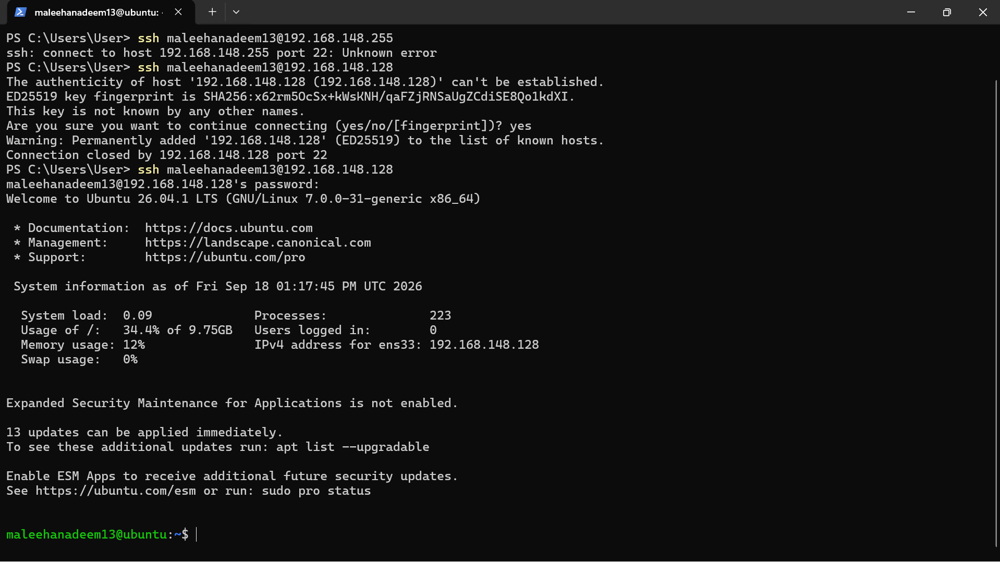 maleehanadeem13@ubuntu: ·
PS C:\Users\User> ssh maleehanadeem13@192.168.148.255
ssh: connect to host 192.168.148.255 port 22: Unknown error
PS C:\Users\User> ssh maleehanadeem13@192.168.148.128
The authenticity of host '192.168.148.128 (192.168.148.128)' can't be established.
ED25519 key fingerprint is SHA256:x62rm5OcSx+kWsKNH/qaFZjRNSaUgZCdiSE8Qo1kdXI.
This key is not known by any other names.
Are you sure you want to continue connecting (yes/no/[fingerprint])? yes
Warning: Permanently added '192.168.148.128' (ED25519) to the list of known hosts.
Connection closed by 192.168.148.128 port 22
PS C:\Users\User> ssh maleehanadeem13@192.168.148.128
maleehanadeem13@192.168.148.128's password:
Welcome to Ubuntu 26.04.1 LTS (GNU/Linux 7.0.0-31-generic x86_64)
* Documentation:  https://docs.ubuntu.com
* Management:     https://landscape.canonical.com
* Support:        https://ubuntu.com/pro
System information as of Fri Sep 18 01:17:45 PM UTC 2026
System load:  0.09              Processes:              223
Usage of /:   34.4% of 9.75GB   Users logged in:        0
Memory usage: 12%               IPv4 address for ens33: 192.168.148.128
Swap usage:   0%
Expanded Security Maintenance for Applications is not enabled.
13 updates can be applied immediately.
To see these additional updates run: apt list --upgradable
Enable ESM Apps to receive additional future security updates.
See https://ubuntu.com/esm or run: sudo pro status
maleehanadeem13@ubuntu:~$